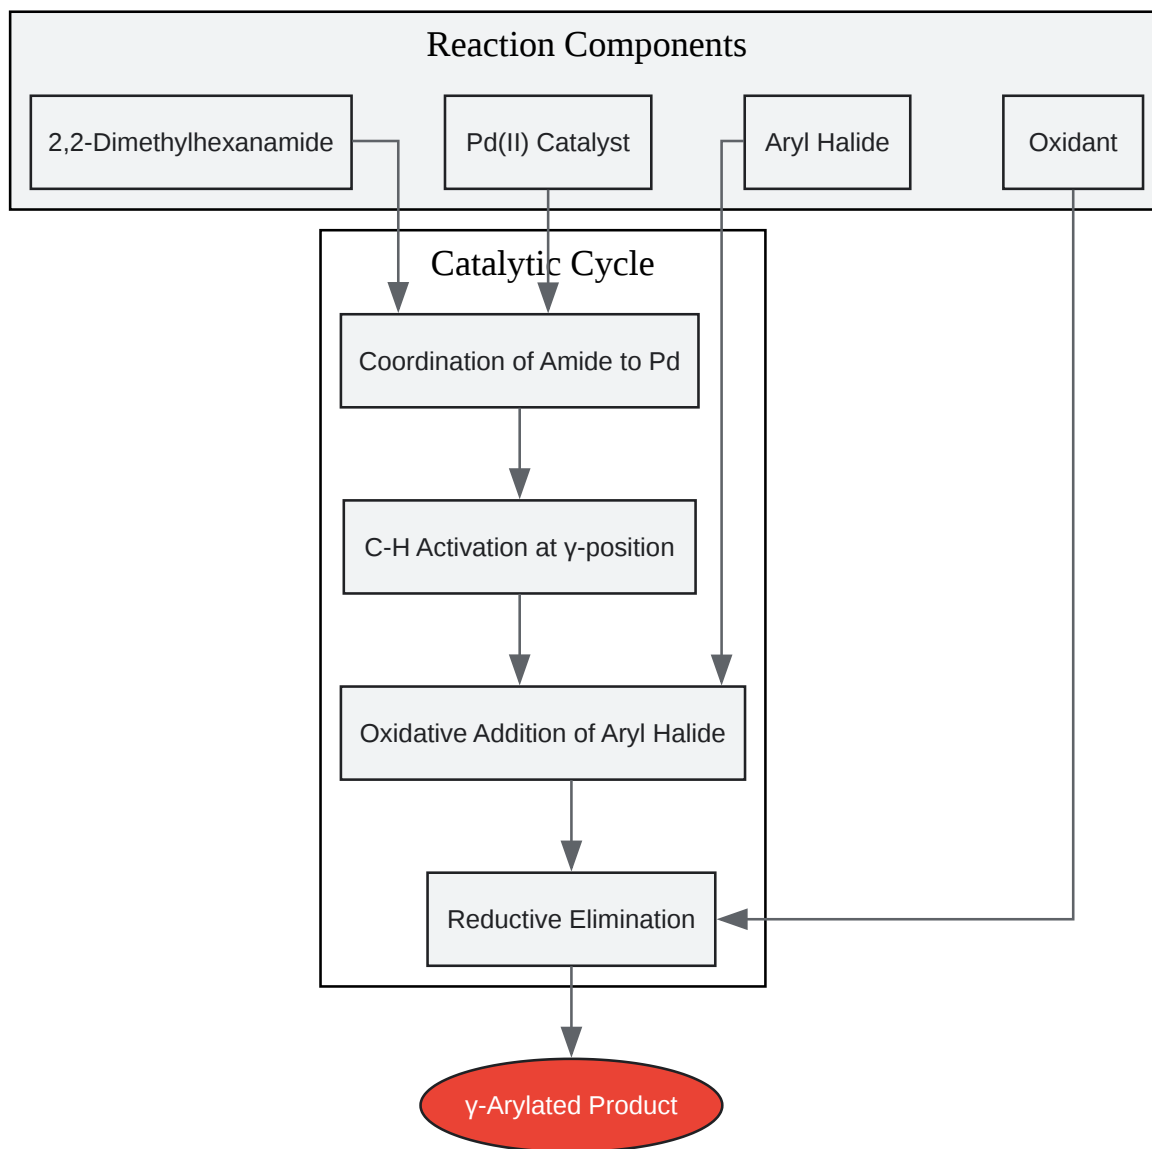 Reaction Components
2,2-Dimethylhexanamide
Pd(II) Catalyst
Aryl Halide
Oxidant
Catalytic Cycle
Coordination of Amide to Pd
C-H Activation at γ-position
Oxidative Addition of Aryl Halide
Reductive Elimination
γ-Arylated Product